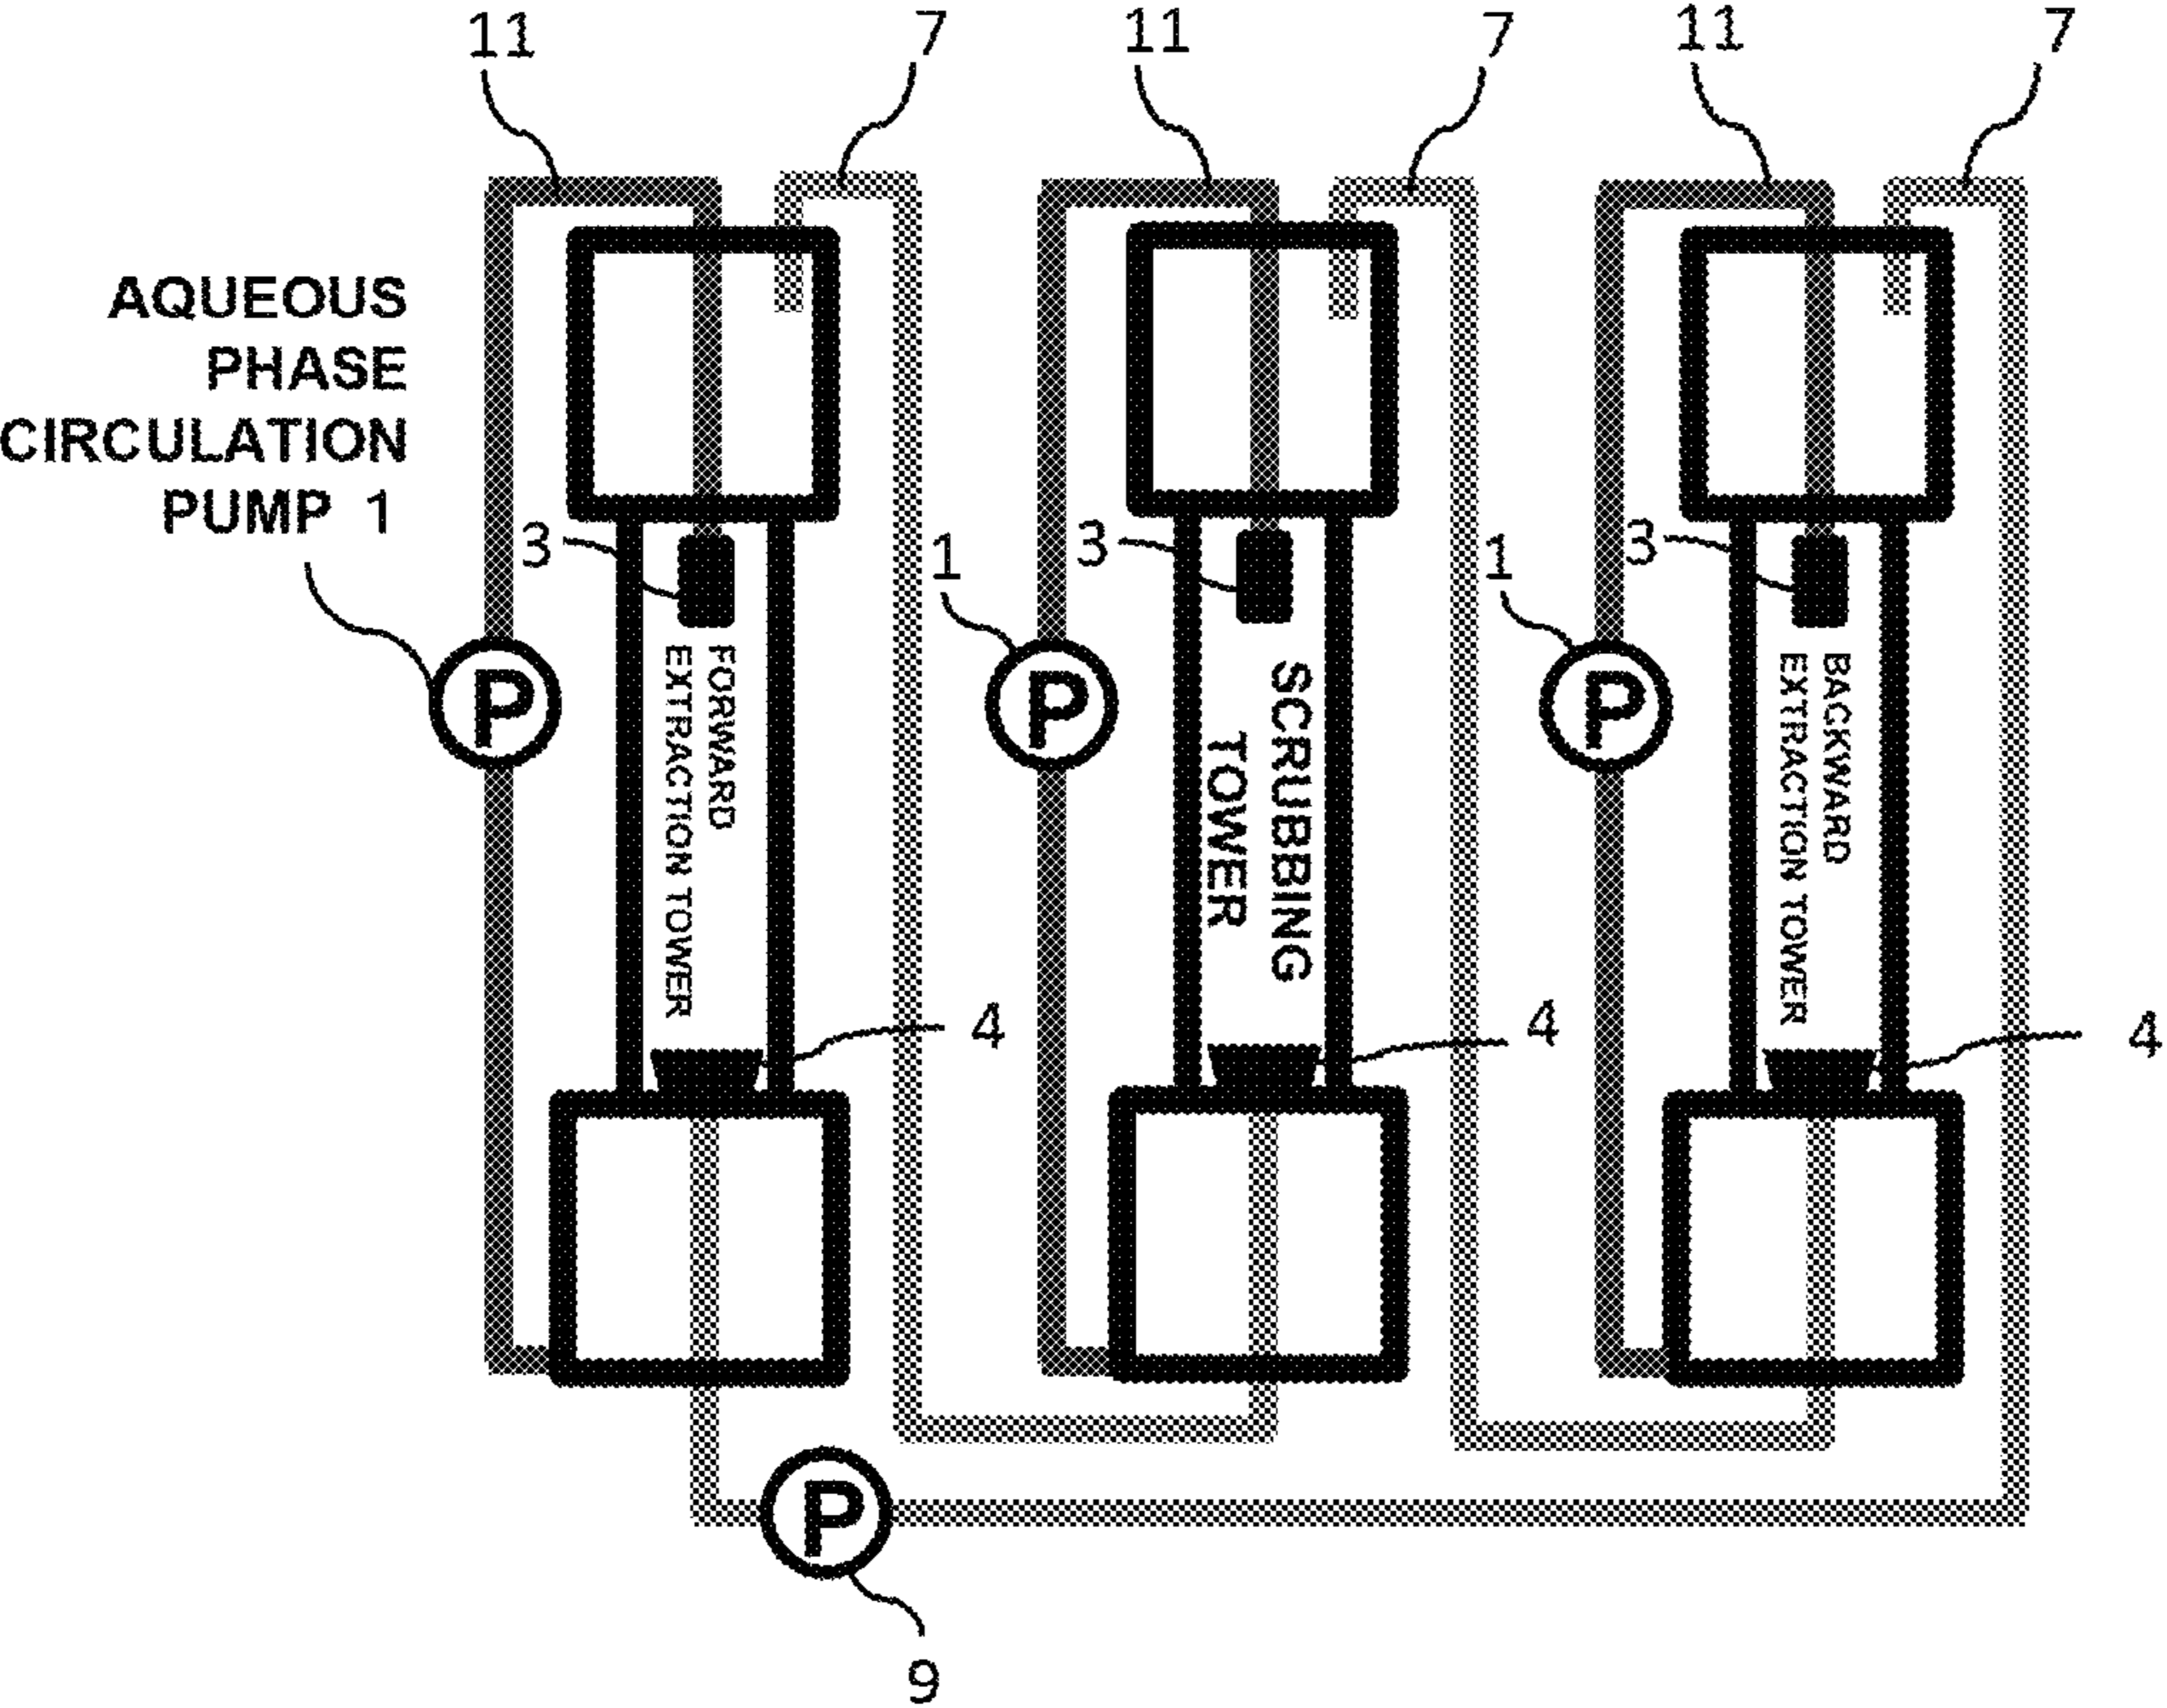 11
7
11
7
11
7
AQUEOUS
PHASE
CIRCULATION
PUMP 1
3
1
3
1
3
P
P
P
FORWARD
EXTRACTION TOWER
SCRUBBING
TOWER
BACKWARD
EXTRACTION TOWER
4
4
4
P
9